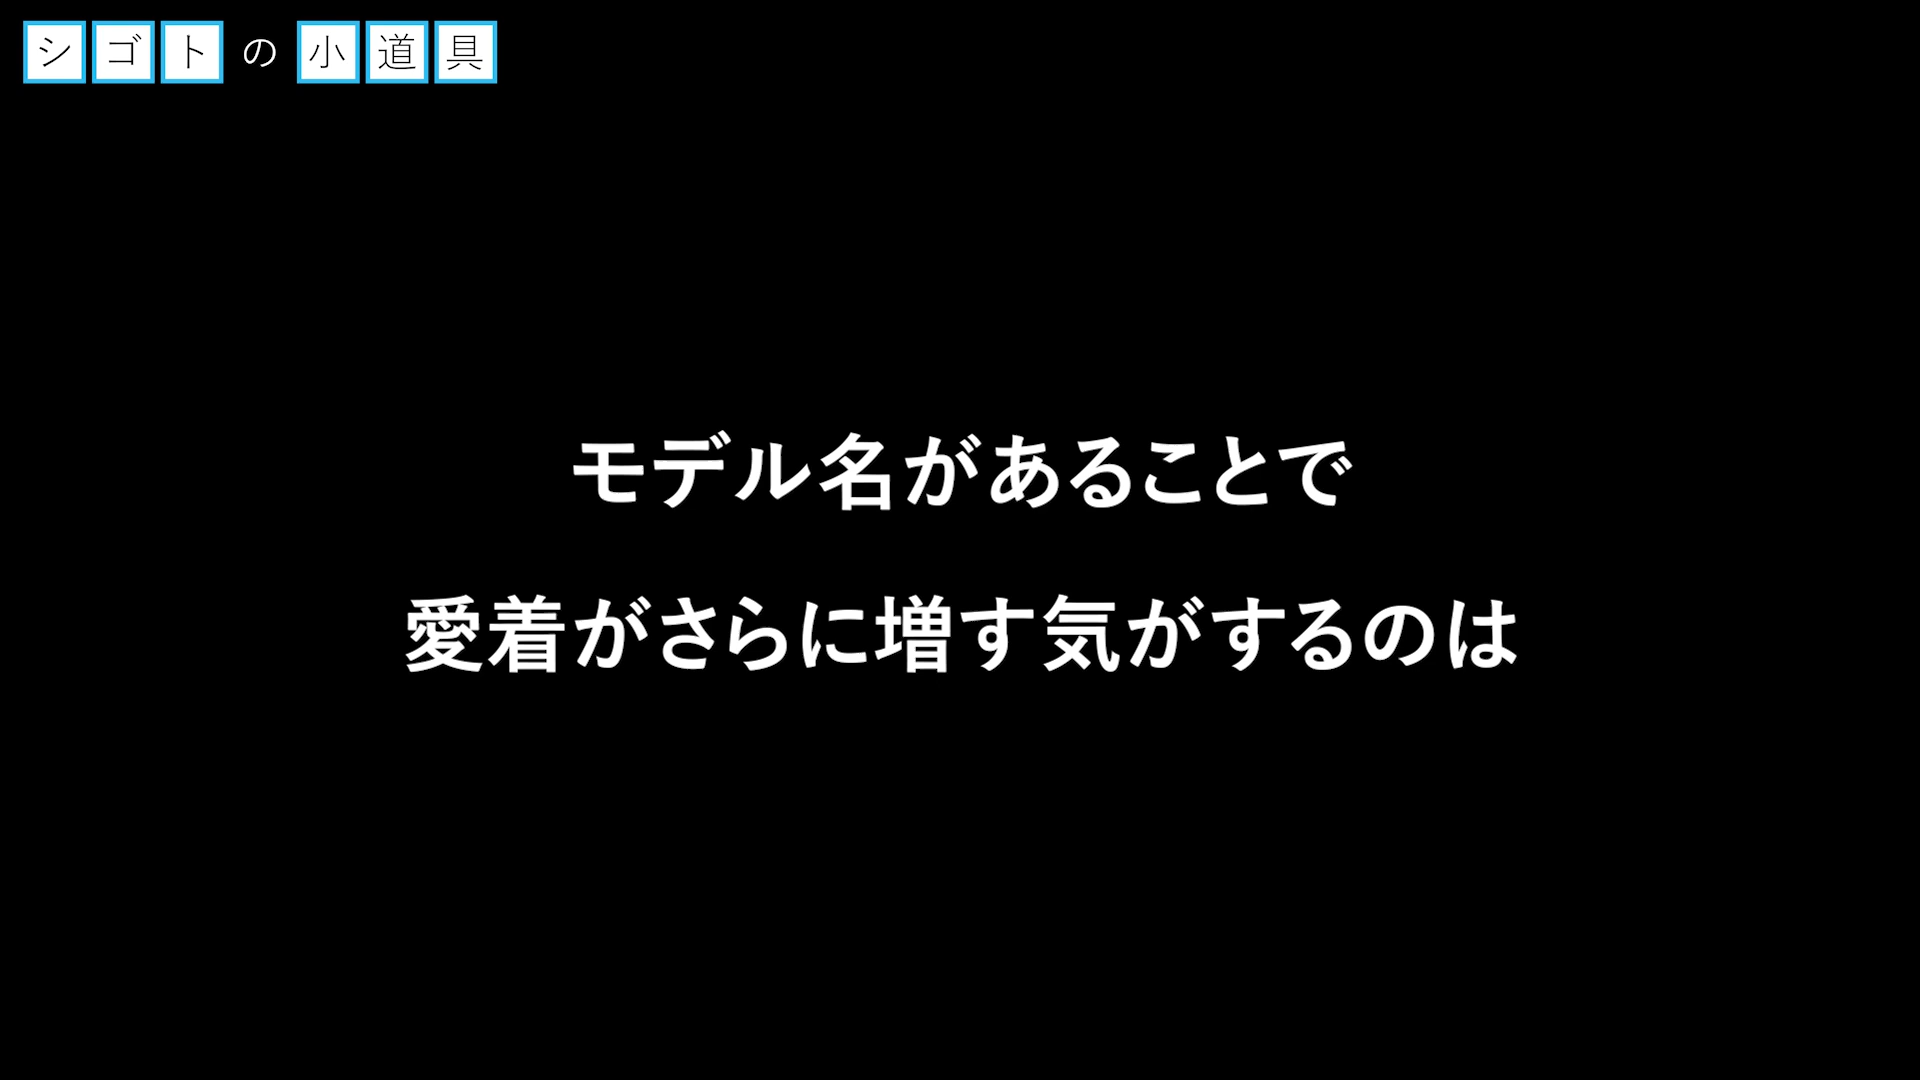 シゴトの小道具
モデル名があることで
愛着がさらに増す気がするのは